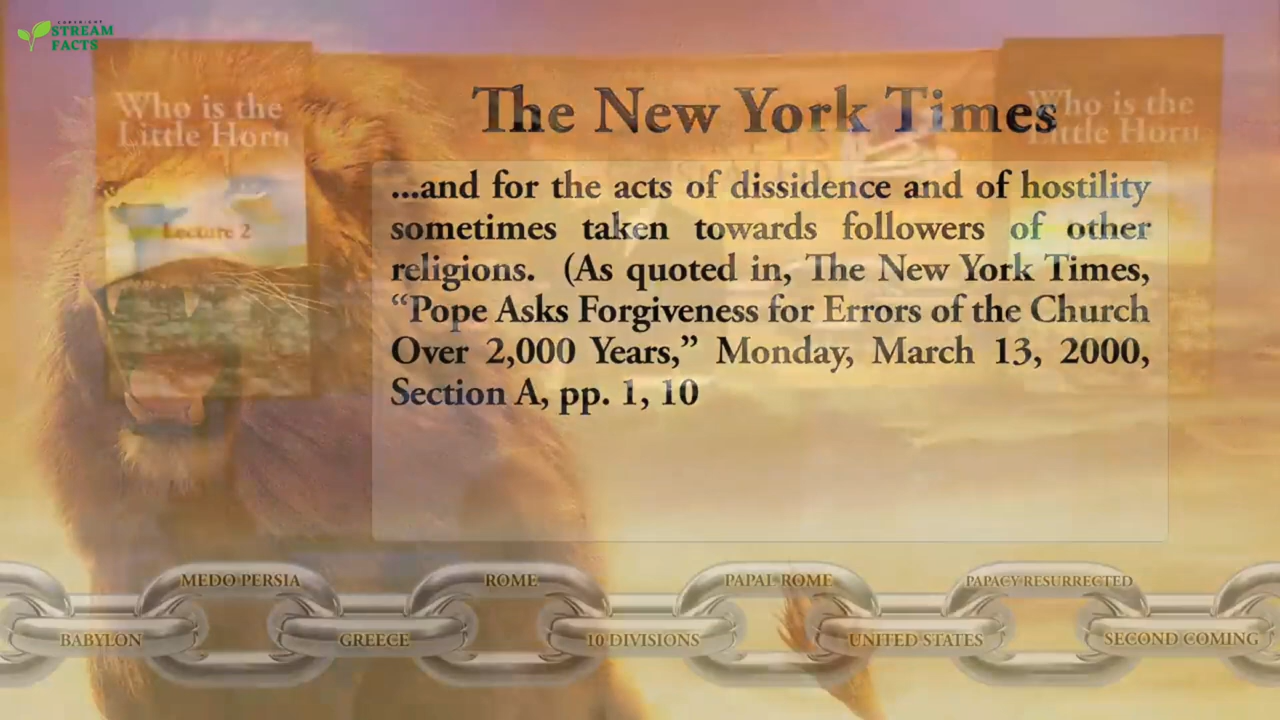 COPYRIGHT
STREAM
FACTS
Who is the
Little Horn
Lecture 2
The New York Times
Who is the
Little Horn
...and for the acts of dissidence and of hostility
sometimes taken towards followers of other
religions. (As quoted in, The New York Times,
“Pope Asks Forgiveness for Errors of the Church
Over 2,000 Years,” Monday, March 13, 2000,
Section A, pp. 1, 10
MEDO PERSIA
ROME
PAPAL ROME
PAPACY RESURRECTED
BABYLON
GREECE
10 DIVISIONS
UNITED STATES
SECOND COMING